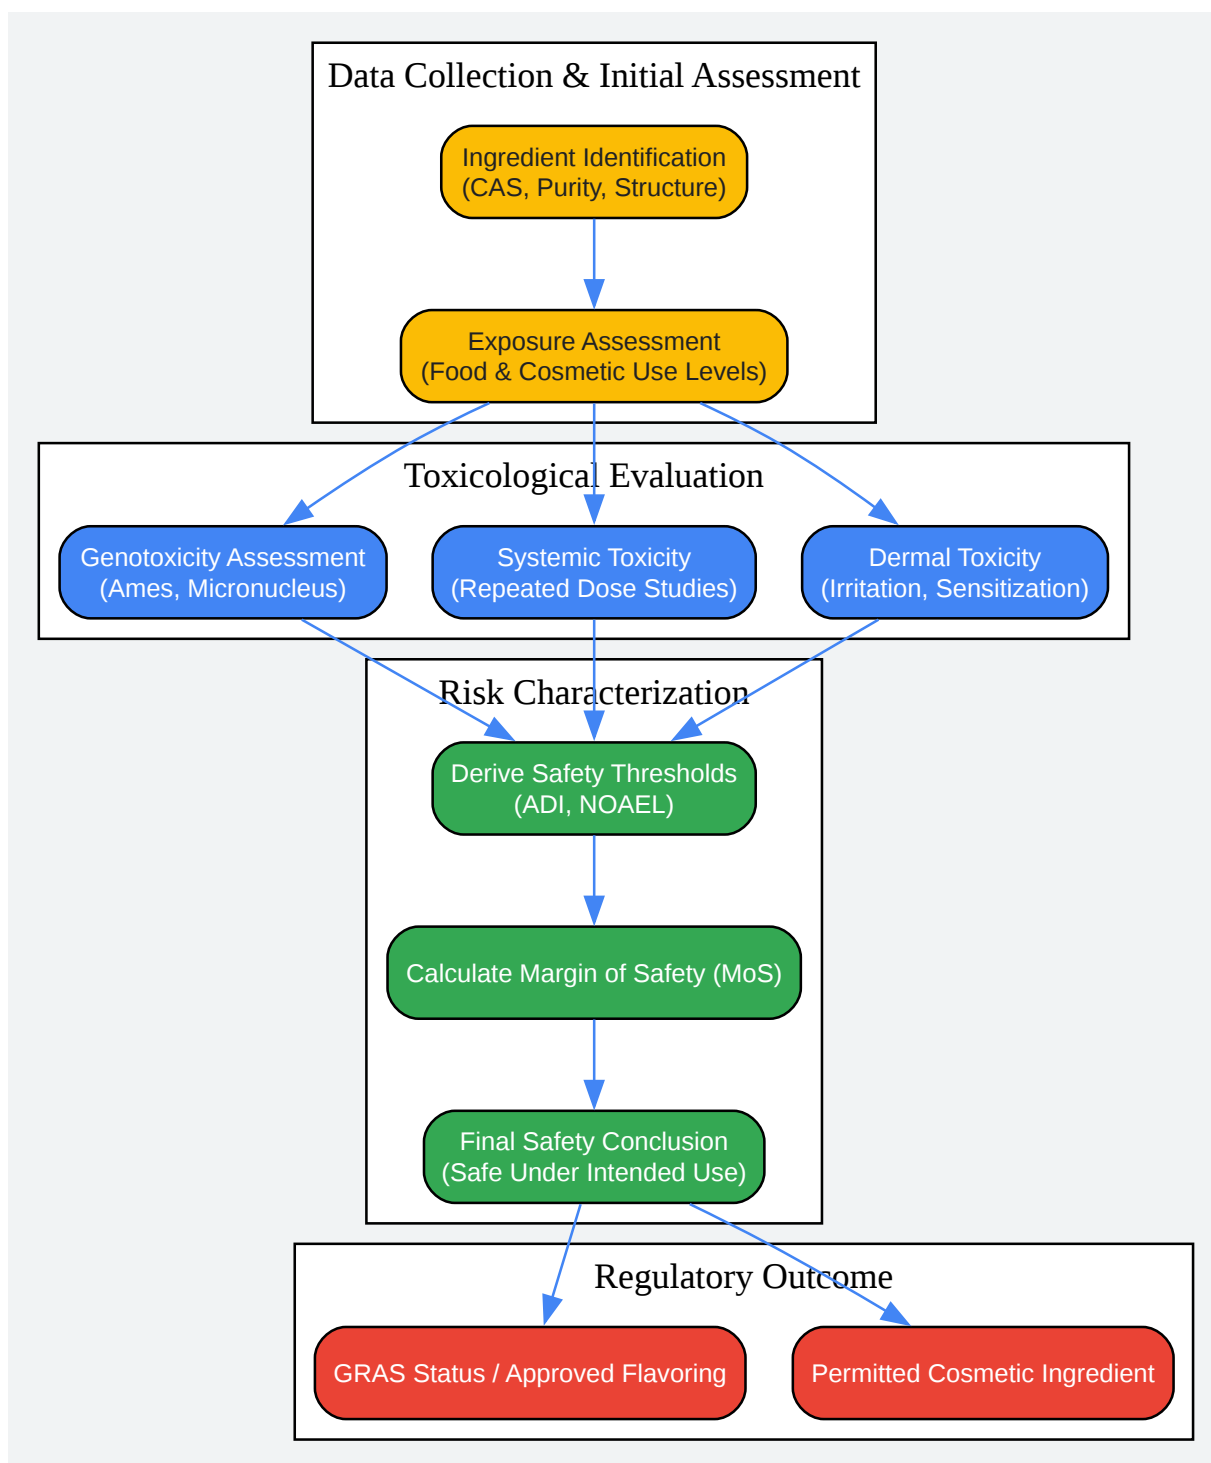 Data Collection & Initial Assessment
Ingredient Identification
(CAS, Purity, Structure)
Exposure Assessment
(Food & Cosmetic Use Levels)
Toxicological Evaluation
Genotoxicity Assessment
(Ames, Micronucleus)
Systemic Toxicity
(Repeated Dose Studies)
Dermal Toxicity
(Irritation, Sensitization)
Risk Characterization
Derive Safety Thresholds
(ADI, NOAEL)
Calculate Margin of Safety (MoS)
Final Safety Conclusion
(Safe Under Intended Use)
Regulatory Outcome
GRAS Status / Approved Flavoring
Permitted Cosmetic Ingredient